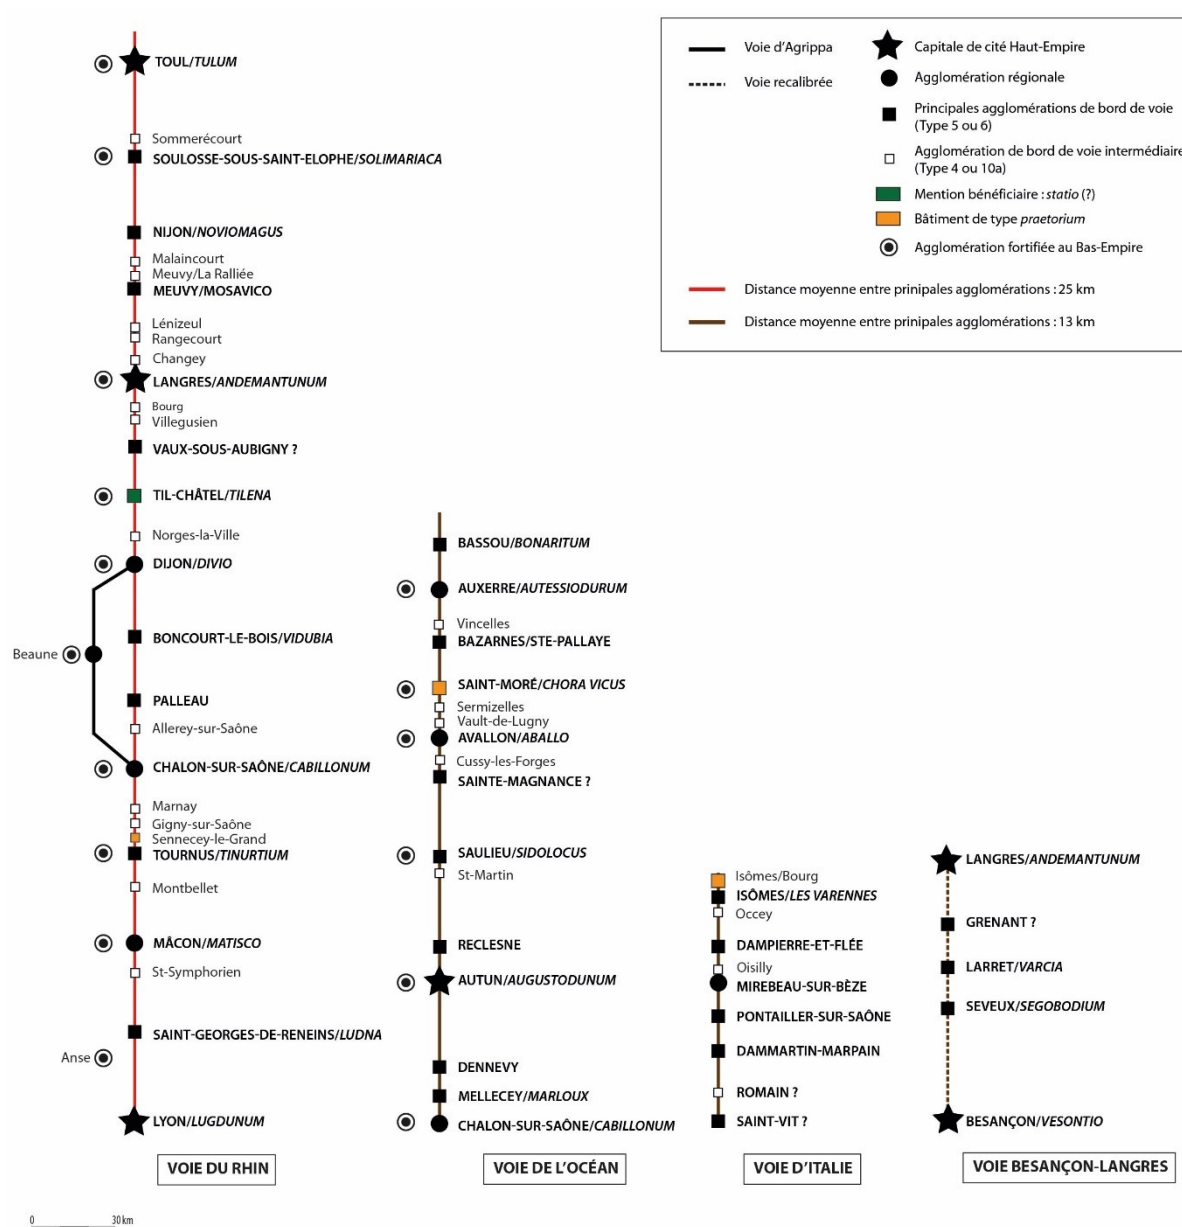 Voie d'Agrippa
Voie recalibrée
Capitale de cité Haut-Empire
Agglomération régionale
Principales agglomérations de bord de voie
(Type 5 ou 6)
Agglomération de bord de voie intermédiaire
(Type 4 ou 10a)
Mention bénéficiaire : statio (?)
Bâtiment de type praetorium
Agglomération fortifiée au Bas-Empire
Distance moyenne entre prinipales agglomérations : 25 km
Distance moyenne entre prinipales agglomérations : 13 km
TOUL/TULUM
Sommerécourt
SOULOSSE-SOUS-SAINT-ELOPHE/SOLIMARIACA
NIJON/NOVIOMAGUS
Malaincourt
Meuvy/La Ralliée
MEUVY/MOSAVICO
Lénizeul
Rangecourt
Changey
LANGRES/ANDEMANTUNUM
Bourg
Villegusien
VAUX-SOUS-AUBIGNY ?
TIL-CHÂTEL/TILENA
Norges-la-Ville
DIJON/DIVIO
BONCOURT-LE-BOIS/VIDUBIA
Beaune
PALLEAU
Allerey-sur-Saône
CHALON-SUR-SAÔNE/CABILLONUM
Marnay
Gigny-sur-Saône
Sennecey-le-Grand
TOURNUS/TINURTIUM
Montbellet
MÂCON/MATISCO
St-Symphorien
SAINT-GEORGES-DE-RENEINS/LUDNA
Anse
LYON/LUGDUNUM
VOIE DU RHIN
BASSOU/BONARITUM
AUXERRE/AUTESSIODURUM
Vincelles
BAZARNES/STE-PALLAYE
SAINT-MORÉ/CHORA VICUS
Sermizelles
Vault-de-Lugny
AVALLON/ABALLO
Cussy-les-Forges
SAINTE-MAGNANCE ?
SAULIEU/SIDOLOCUS
St-Martin
RECLESNE
AUTUN/AUGUSTODUNUM
DENNEVY
MELLECEY/MARLOUX
CHALON-SUR-SAÔNE/CABILLONUM
VOIE DE L'OCÉAN
Isômes/Bourg
ISÔMES/LES VARENNES
Occey
DAMPIERRE-ET-FLÉE
Oisilly
MIREBEAU-SUR-BÈZE
PONTAILLER-SUR-SAÔNE
DAMMARTIN-MARPAIN
ROMAIN ?
SAINT-VIT ?
VOIE D'ITALIE
LANGRES/ANDEMANTUNUM
GRENANT ?
LARRET/VARCIA
SEVEUX/SEGOBODIUM
BESANÇON/VESONTIO
VOIE BESANÇON-LANGRES
0 30 km